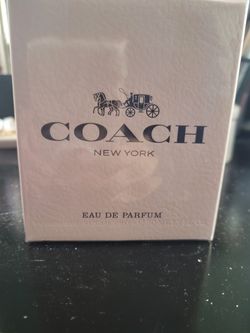 COACH
NEW YORK
EAU DE PARFUM